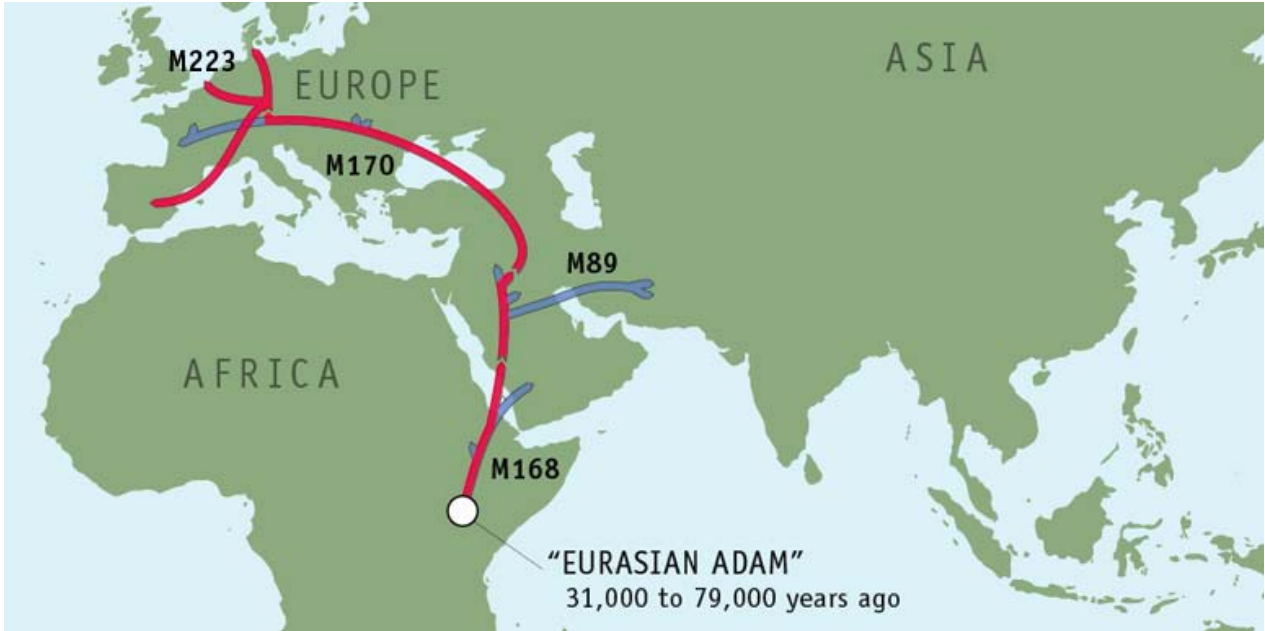 ASIA
M223
EUROPE
M170
M89
AFRICA
M168
“EURASIAN ADAM”
31,000 to 79,000 years ago